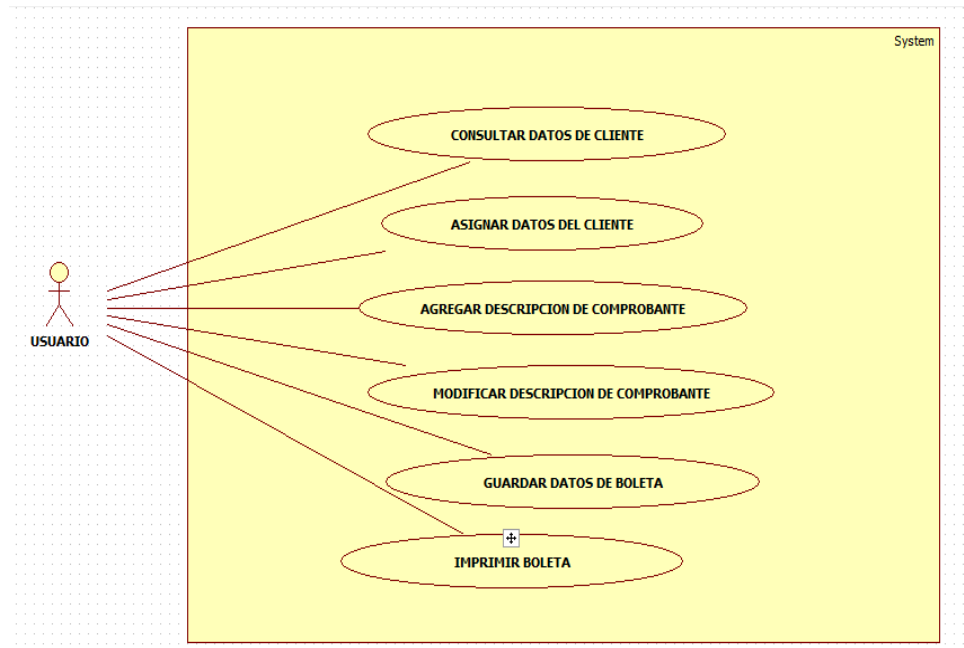 System
CONSULTAR DATOS DE CLIENTE
ASIGNAR DATOS DEL CLIENTE
AGREGAR DESCRIPCION DE COMPROBANTE
USUARIO
MODIFICAR DESCRIPCION DE COMPROBANTE
GUARDAR DATOS DE BOLETA
IMPRIMIR BOLETA